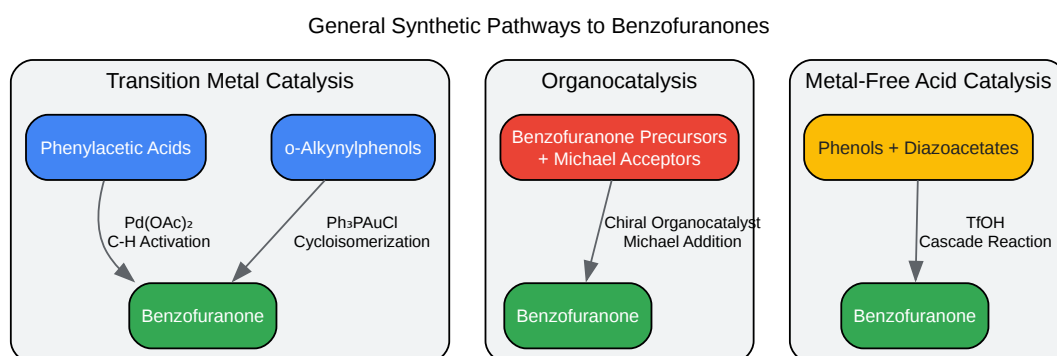 General Synthetic Pathways to Benzofuranones
Transition Metal Catalysis
Phenylacetic Acids
o-Alkynylphenols
Pd(OAc)₂
C-H Activation
Ph₃PAuCl
Cycloisomerization
Benzofuranone
Organocatalysis
Benzofuranone Precursors
+ Michael Acceptors
Chiral Organocatalyst
Michael Addition
Benzofuranone
Metal-Free Acid Catalysis
Phenols + Diazoacetates
TfOH
Cascade Reaction
Benzofuranone